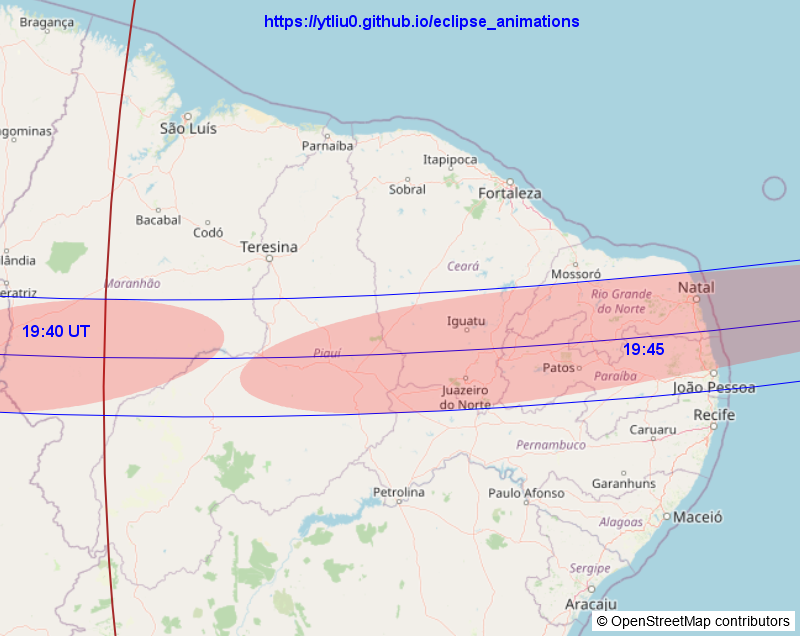 https://ytliu0.github.io/eclipse_animations
Bragança
agominas
São Luís
Parnaíba
Itapipoca
Sobral
Fortaleza
Bacabal
Codó
Teresina
lândia
Ceará
Mossoró
Maranhão
eratriz
Natal
Rio Grande
do Norte
19:40 UT
Iguatu
19:45
Piauí
Patos
Paraíba
Juazeiro
do Norte
João Pessoa
Recife
Caruaru
Pernambuco
Garanhuns
Petrolina
Paulo Afonso
Alagoas
Maceió
Sergipe
Aracaju
© OpenStreetMap contributors